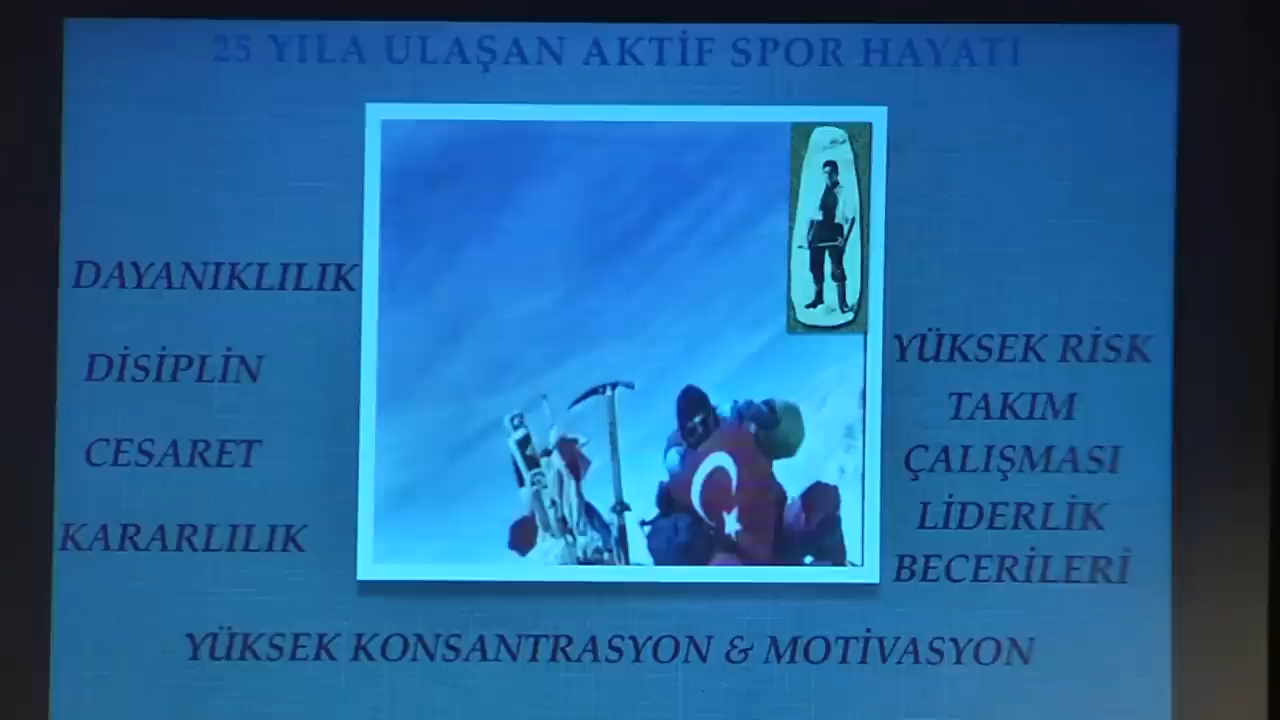 25 YILA ULAŞAN AKTİF SPOR HAYATI
DAYANIKLILIK
DİSİPLİN
CESARET
KARARLILIK
YÜKSEK RİSK
TAKIM
ÇALIŞMASI
LİDERLİK
BECERİLERİ
YÜKSEK KONSANTRASYON & MOTİVASYON